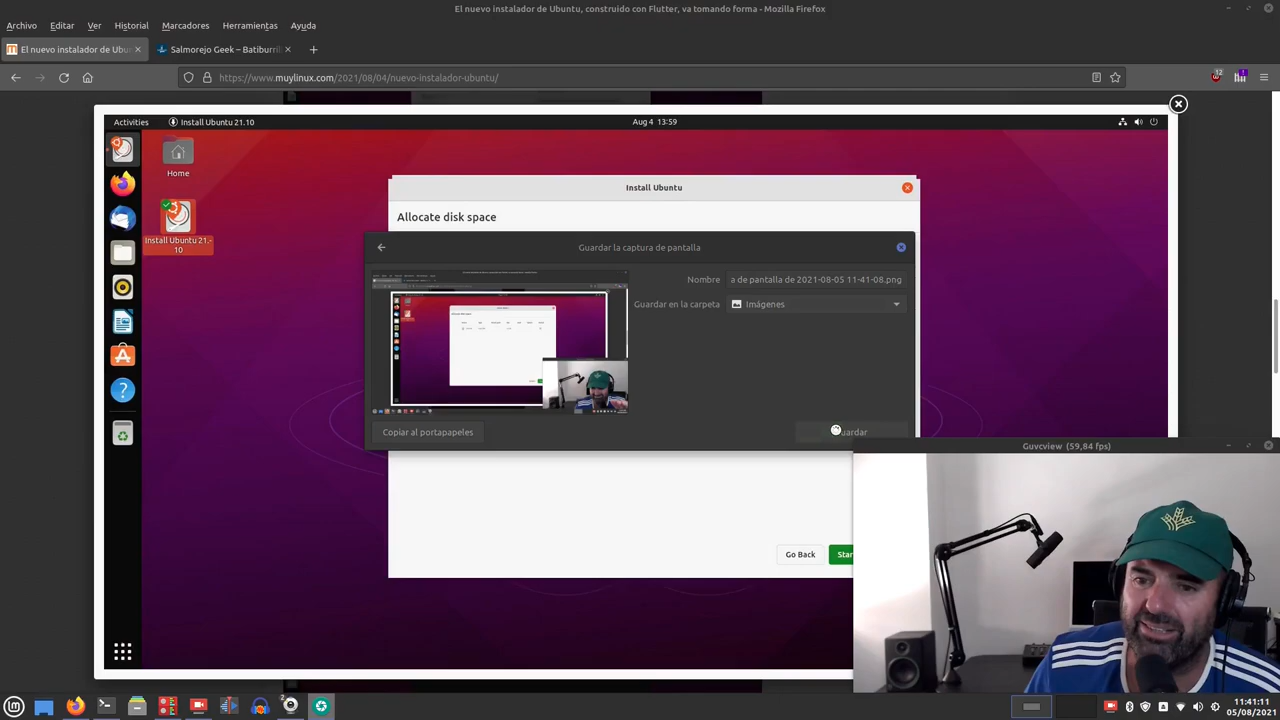 El nuevo instalador de Ubuntu, construido con Flutter, va tomando forma - Mozilla Firefox
Archivo Editar Ver Historial Marcadores Herramientas Ayuda
El nuevo instalador de Ubun
Salmorejo Geek – Batiburril
https://www.muylinux.com/2021/08/04/nuevo-instalador-ubuntu/
12
1
Activities Install Ubuntu 21.10 Aug 4 13:59
Home
Install Ubuntu 21.-
10
Install Ubuntu
Allocate disk space
Guardar la captura de pantalla
Nombre a de pantalla de 2021-08-05 11-41-08.png
Guardar en la carpeta Imágenes
Copiar al portapapeles
uardar
Guvcview (59,84 fps)
Go Back
Star
2
11:41:11
05/08/2021